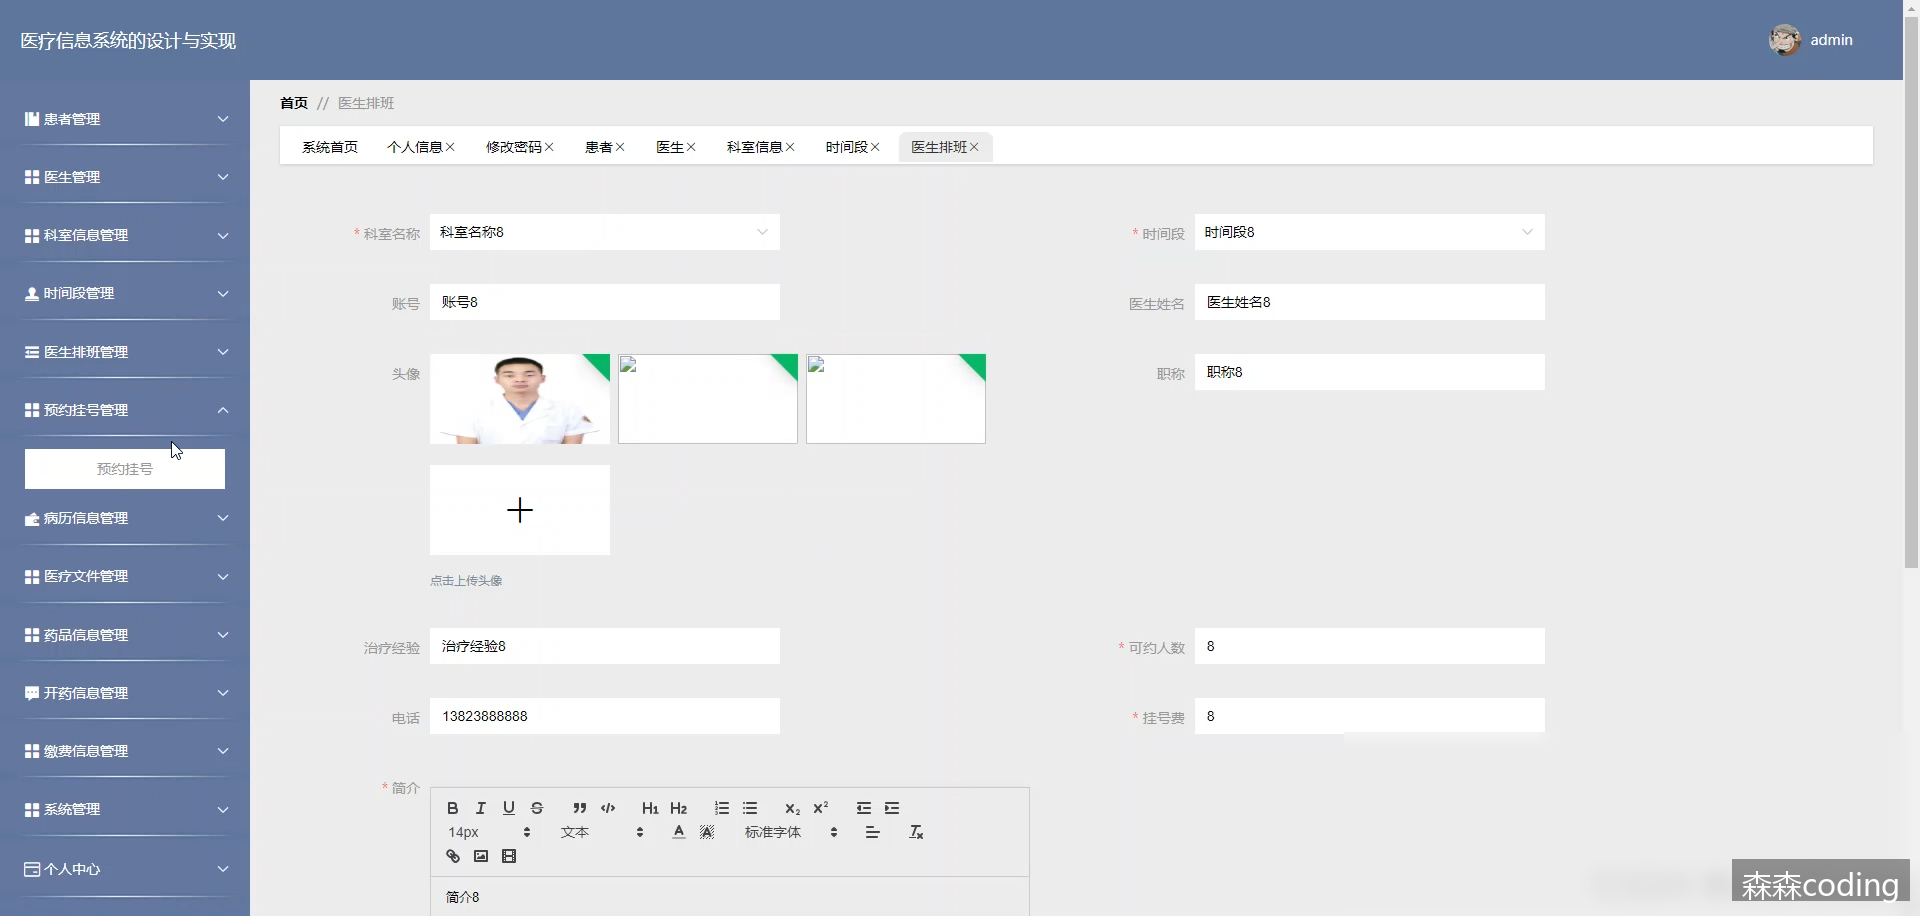 医疗信息系统的设计与实现
admin
患者管理
医生管理
科室信息管理
时间段管理
医生排班管理
预约挂号管理
预约挂号
病历信息管理
医疗文件管理
药品信息管理
开药信息管理
缴费信息管理
系统管理
个人中心
首页 // 医生排班
系统首页 个人信息 修改密码 患者 医生 科室信息 时间段 医生排班
* 科室名称 科室名称8
* 时间段 时间段8
账号 账号8
医生姓名 医生姓名8
头像
职称 职称8
点击上传头像
治疗经验 治疗经验8
* 可约人数 8
电话 13823888888
* 挂号费 8
* 简介
B I U S H1 H2 X2 X2
14px 文本 A A 标准字体 Tx
简介8
森森coding